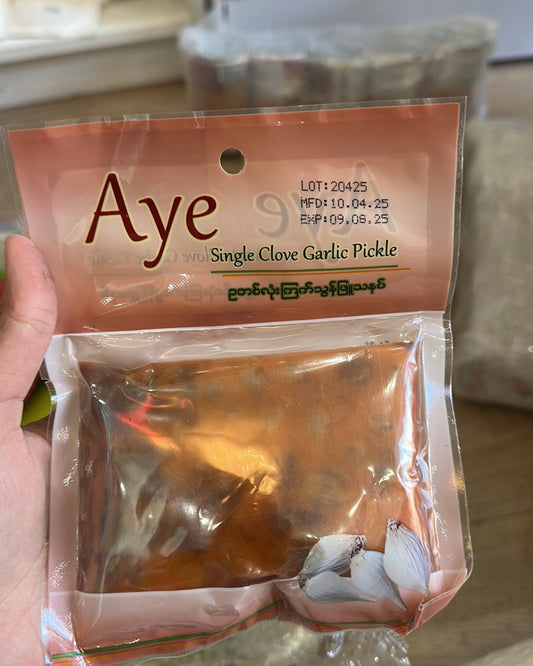 Aye
LOT:20425
MFD:10.04.25
EXP:09.08.25
Single Clove Garlic Pickle
ဥတစ်လုံးကြက်သွန်ဖြူသနပ်